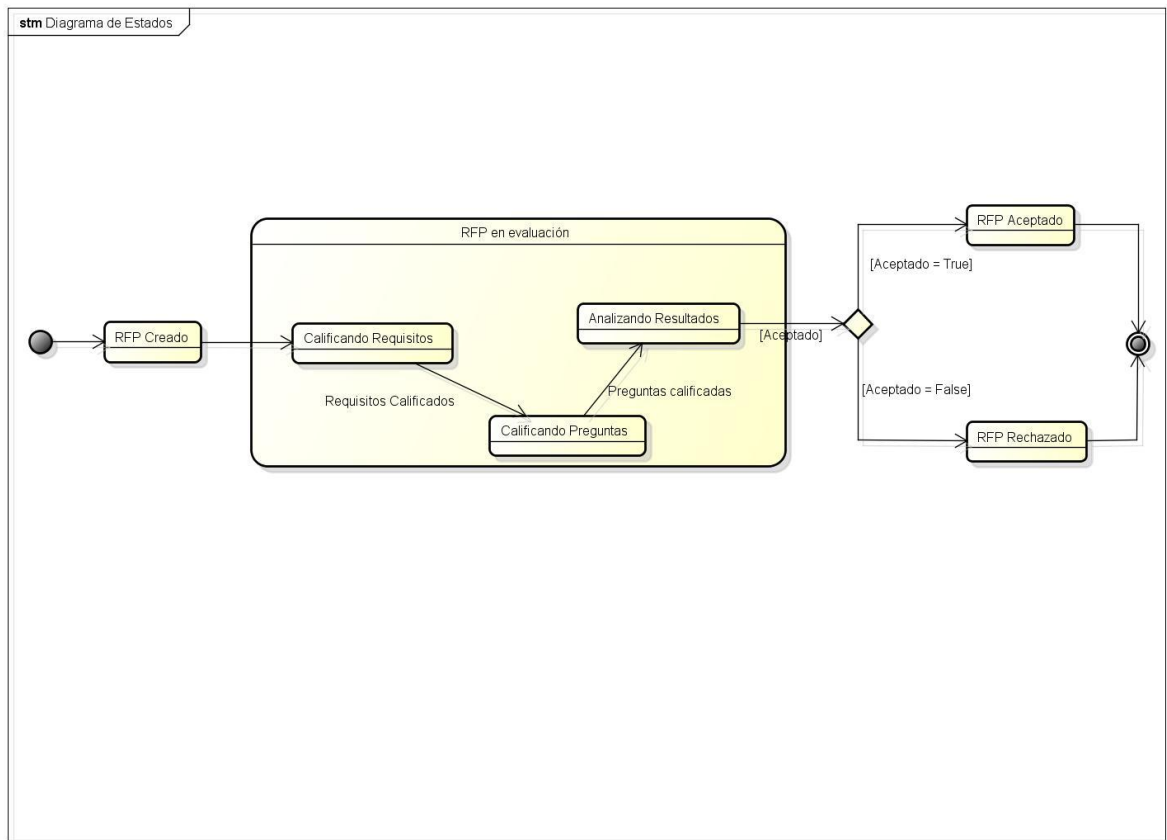 stm Diagrama de Estados
RFP Aceptado
RFP en evaluación
[Aceptado = True]
Analizando Resultados
RFP Creado
Calificando Requisitos
[Aceptado]
Preguntas calificadas
[Aceptado = False]
Requisitos Calificados
Calificando Preguntas
RFP Rechazado